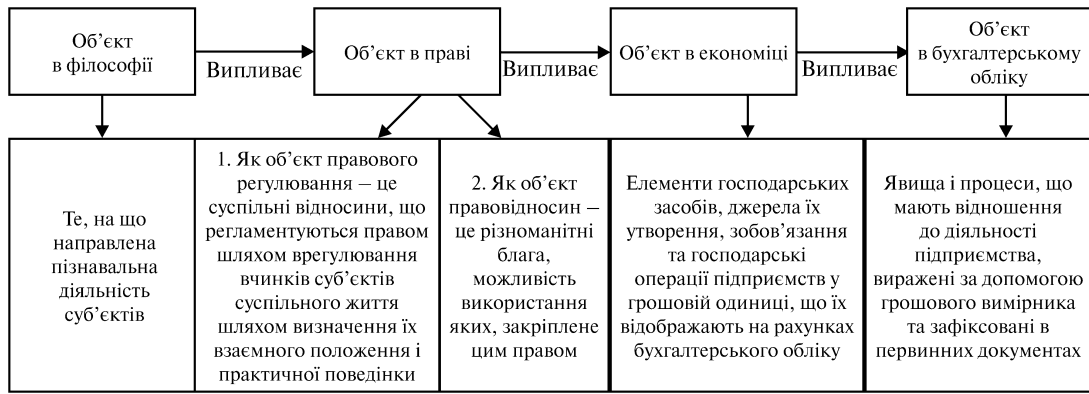 Об’єкт
в філософії
Випливає
Об’єкт в праві
Випливає
Об’єкт в економіці
Випливає
Об’єкт
в бухгалтерському
обліку
Те, на що
направлена
пізнавальна
діяльність
суб’єктів
1. Як об’єкт правового
регулювання – це
суспільні відносини, що
регламентуються правом
шляхом врегулювання
вчинків суб’єктів
суспільного життя
шляхом визначення їх
взаємного положення і
практичної поведінки
2. Як об’єкт
правовідносин –
це різноманітні
блага,
можливість
використання
яких, закріплене
цим правом
Елементи господарських
засобів, джерела їх
утворення, зобов’язання
та господарські
операції підприємств у
грошовій одиниці, що їх
відображають на рахунках
бухгалтерського обліку
Явища і процеси, що
мають відношення
до діяльності
підприємства,
виражені за допомогою
грошового вимірника
та зафіксовані в
первинних документах